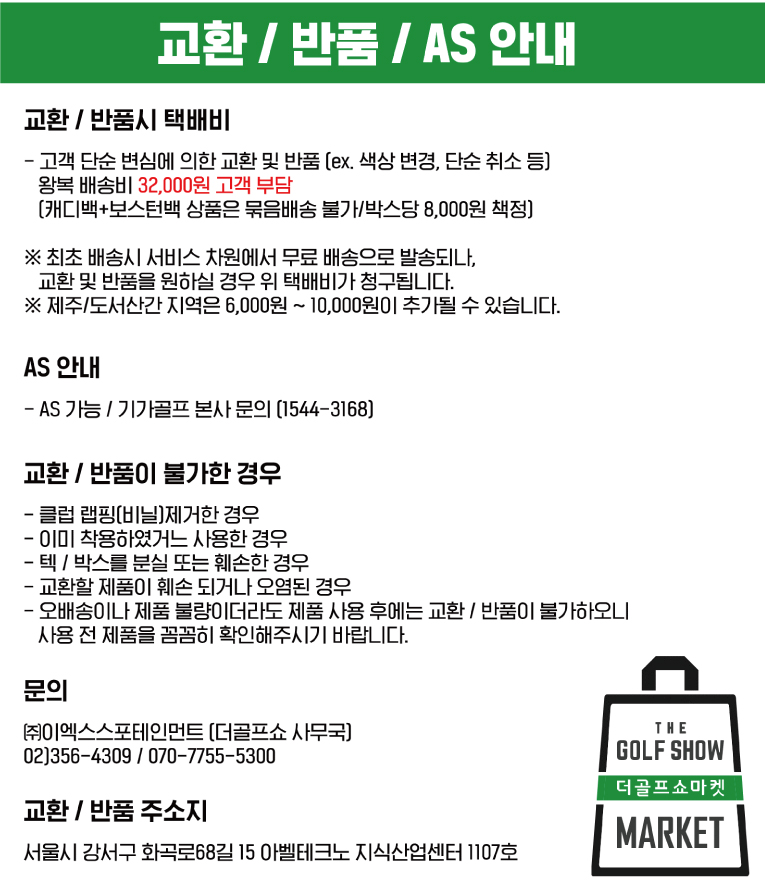 교환 / 반품 / AS 안내
교환 / 반품시 택배비
- 고객 단순 변심에 의한 교환 및 반품 (ex. 색상 변경, 단순 취소 등)
왕복 배송비 32,000원 고객 부담
(캐디백+보스턴백 상품은 묶음배송 불가/박스당 8,000원 책정)
※ 최초 배송시 서비스 차원에서 무료 배송으로 발송되나,
교환 및 반품을 원하실 경우 위 택배비가 청구됩니다.
※ 제주/도서산간 지역은 6,000원 ~ 10,000원이 추가될 수 있습니다.
AS 안내
- AS 가능 / 기가골프 본사 문의 (1544-3168)
교환 / 반품이 불가한 경우
- 클럽 랩핑(비닐)제거한 경우
- 이미 착용하였거느 사용한 경우
- 텍 / 박스를 분실 또는 훼손한 경우
- 교환할 제품이 훼손 되거나 오염된 경우
- 오배송이나 제품 불량이더라도 제품 사용 후에는 교환 / 반품이 불가하오니
사용 전 제품을 꼼꼼히 확인해주시기 바랍니다.
문의
㈜이엑스스포테인먼트 (더골프쇼 사무국)
02)356-4309 / 070-7755-5300
교환 / 반품 주소지
서울시 강서구 화곡로68길 15 아벨테크노 지식산업센터 1107호
THE
GOLF SHOW
더골프쇼마켓
MARKET